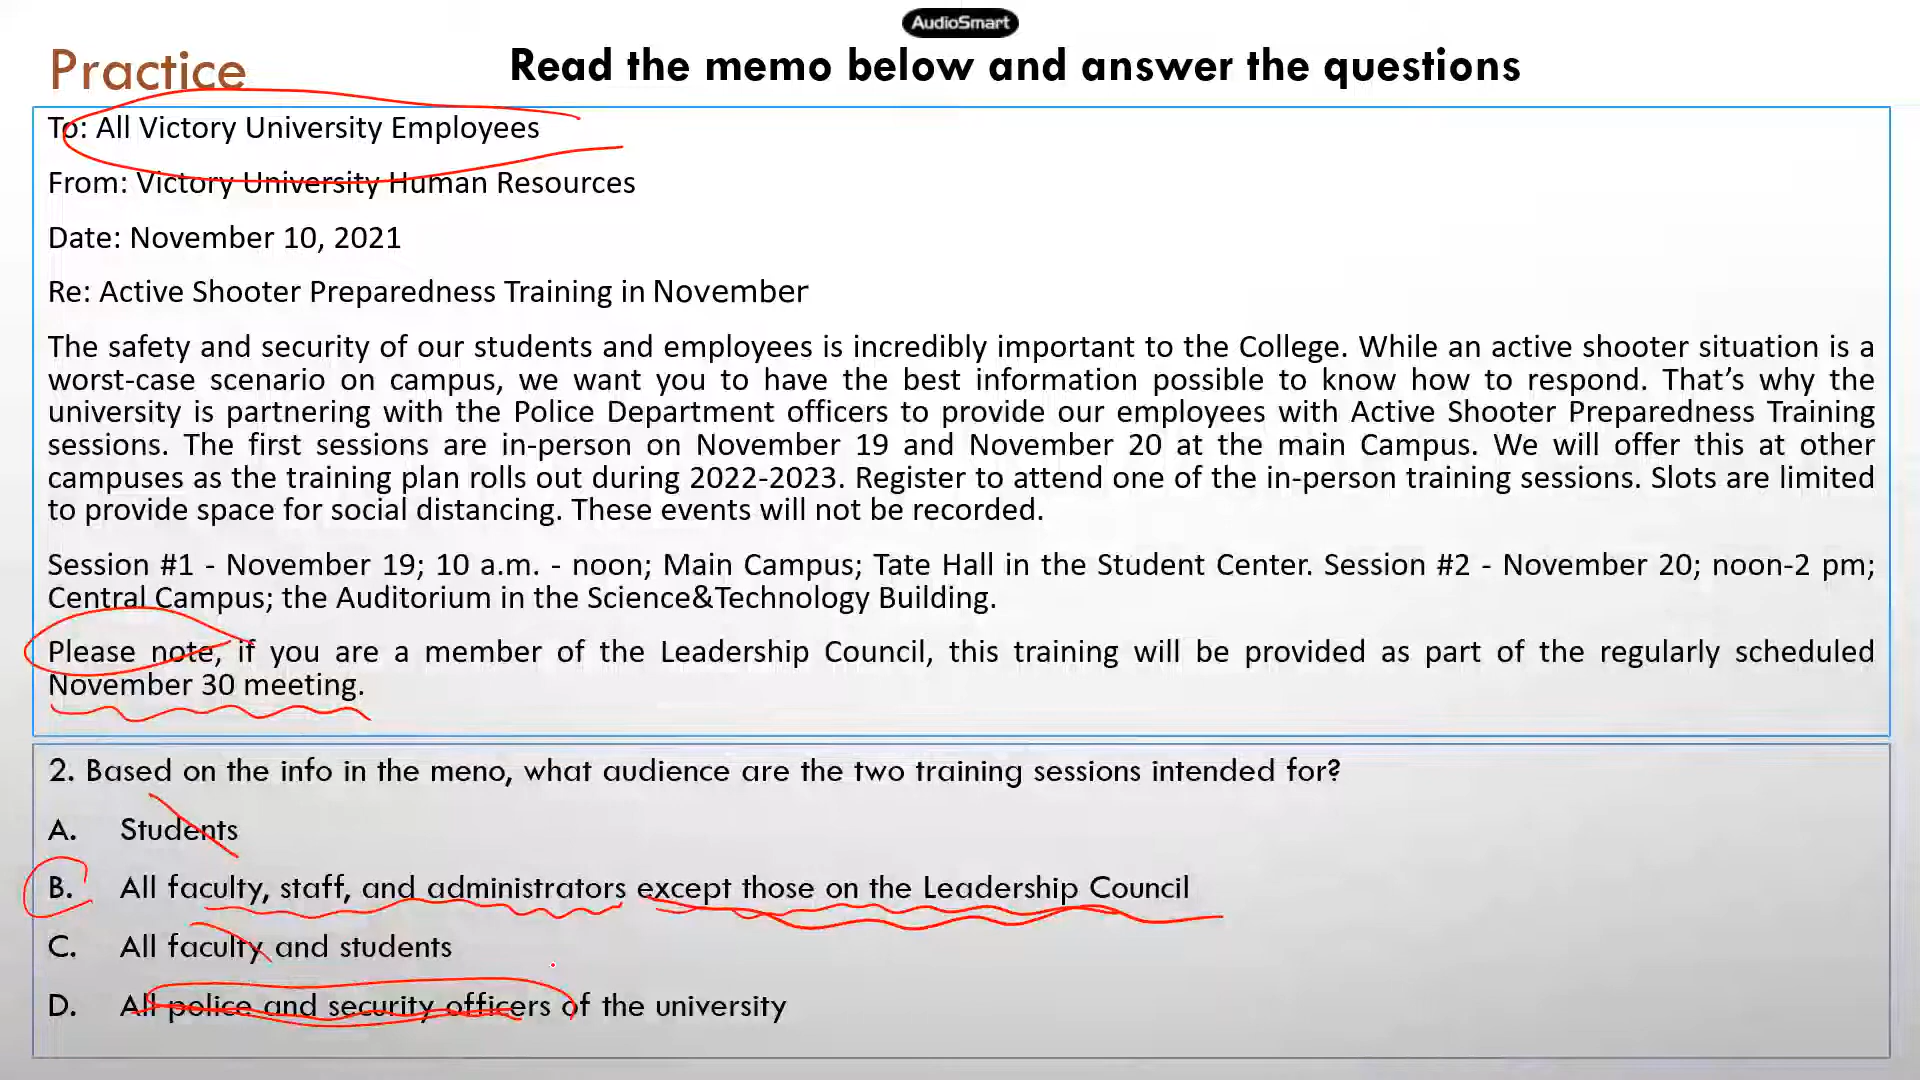 AudioSmart
Practice
Read the memo below and answer the questions
To: All Victory University Employees
From: Victory University Human Resources
Date: November 10, 2021
Re: Active Shooter Preparedness Training in November
The safety and security of our students and employees is incredibly important to the College. While an active shooter situation is a
worst-case scenario on campus, we want you to have the best information possible to know how to respond. That’s why the
university is partnering with the Police Department officers to provide our employees with Active Shooter Preparedness Training
sessions. The first sessions are in-person on November 19 and November 20 at the main Campus. We will offer this at other
campuses as the training plan rolls out during 2022-2023. Register to attend one of the in-person training sessions. Slots are limited
to provide space for social distancing. These events will not be recorded.
Session #1 - November 19; 10 a.m. - noon; Main Campus; Tate Hall in the Student Center. Session #2 - November 20; noon-2 pm;
Central Campus; the Auditorium in the Science&Technology Building.
Please note, if you are a member of the Leadership Council, this training will be provided as part of the regularly scheduled
November 30 meeting.
2. Based on the info in the meno, what audience are the two training sessions intended for?
A. Students
B. All faculty, staff, and administrators except those on the Leadership Council
C. All faculty and students
D. All police and security officers of the university